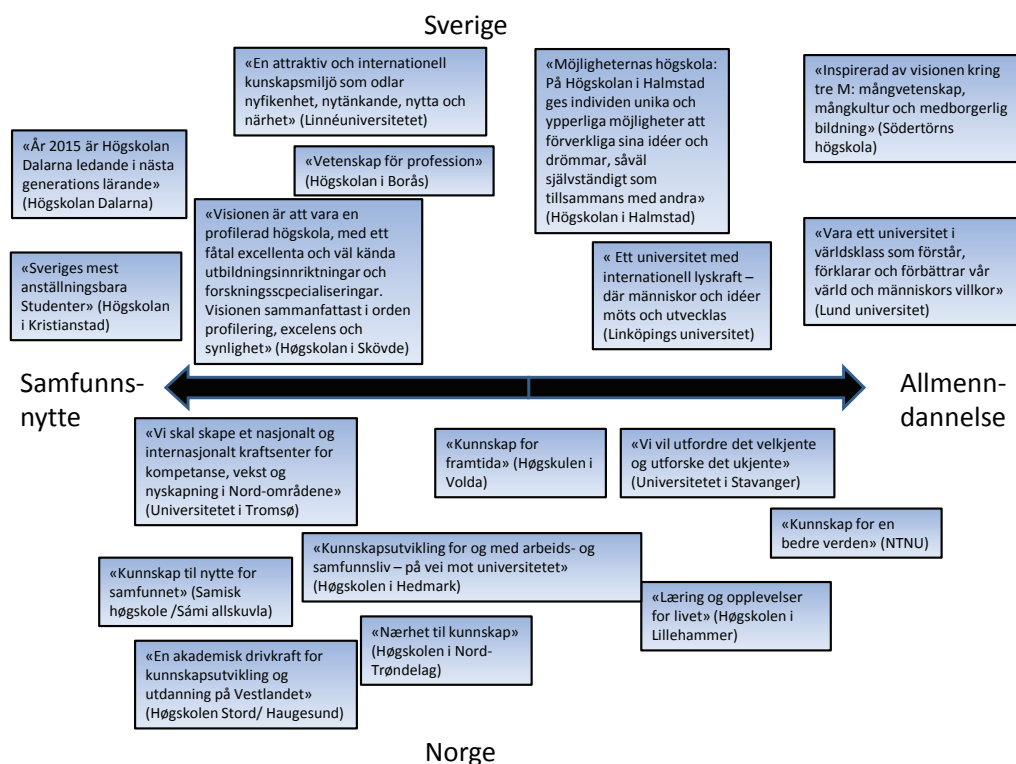 Sverige
«En attraktiv och internationell
kunskapsmiljö som odlar
nyfikenhet, nytänkande, nytta och
närhet» (Linnéuniversitetet)
«Möjligheternas högskola:
På Högskolan i Halmstad
ges individen unika och
ypperliga möjligheter att
förverkliga sina idéer och
drömmar, såväl
självständigt som
tillsammans med andra»
(Högskolan i Halmstad)
«Inspirerad av visionen kring
tre M: mångvetenskap,
mångkultur och medborgerlig
bildning» (Södertörns
högskola)
«År 2015 är Högskolan
Dalarna ledande i nästa
generations lärande»
(Högskolan Dalarna)
«Vetenskap för profession»
(Högskolan i Borås)
«Visionen är att vara en
profilerad högskola, med ett
fåtal excellenta och väl kända
utbildningsinnriktningar och
forskningsscpecialiseringar.
Visionen sammanfattast i orden
profilering, excelens och
synlighet» (Høgskolan i Skövde)
«Vara ett universitet i
världsklass som förstår,
förklarar och förbättrar vår
värld och människors villkor»
(Lund universitet)
«Sveriges mest
anställningsbara
Studenter» (Högskolan
i Kristianstad)
« Ett universitet med
internationell lyskraft –
där människor och idéer
möts och utvecklas
(Linköpings universitet)
Samfunns-
nytte
Allmenn-
dannelse
«Vi skal skape et nasjonalt og
internasjonalt kraftsenter for
kompetanse, vekst og
nyskapning i Nord-områdene»
(Universitetet i Tromsø)
«Kunnskap for
framtida» (Høgskulen i
Volda)
«Vi vil utfordre det velkjente
og utforske det ukjente»
(Universitetet i Stavanger)
«Kunnskap for en
bedre verden» (NTNU)
«Kunnskapsutvikling for og med arbeids- og
samfunnsliv – på vei mot universitetet»
(Høgskolen i Hedmark)
«Kunnskap til nytte for
samfunnet» (Samisk
høgskole /Sámi allskuvla)
«Læring og opplevelser
for livet» (Høgskolen i
Lillehammer)
«Nærhet til kunnskap»
(Høgskolen i Nord-
Trøndelag)
«En akademisk drivkraft for
kunnskapsutvikling og
utdanning på Vestlandet»
(Høgskolen Stord/ Haugesund)
Norge